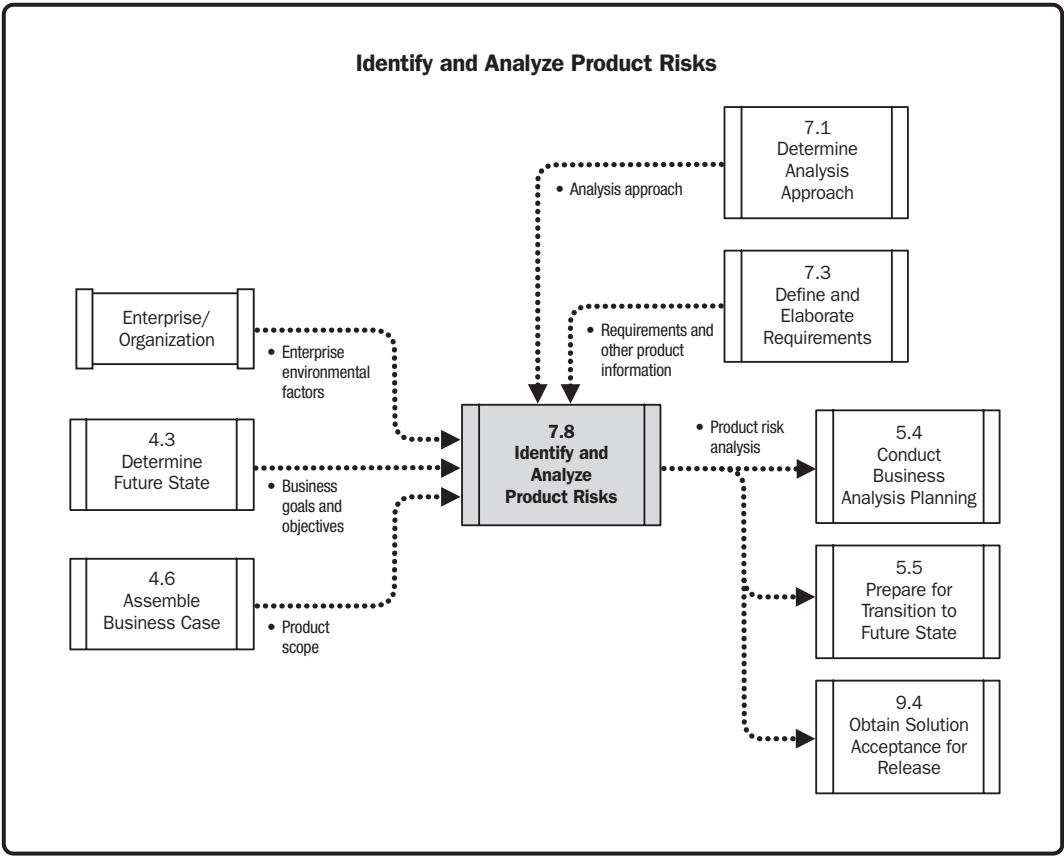 Identify and Analyze Product Risks
7.1
Determine
Analysis
Approach
• Analysis approach
7.3
Define and
Elaborate
Requirements
• Requirements and
other product
information
Enterprise/
Organization
• Enterprise
environmental
factors
4.3
Determine
Future State
• Business
goals and
objectives
4.6
Assemble
Business Case
• Product
scope
7.8
Identify and
Analyze
Product Risks
• Product risk
analysis
5.4
Conduct
Business
Analysis Planning
5.5
Prepare for
Transition to
Future State
9.4
Obtain Solution
Acceptance for
Release